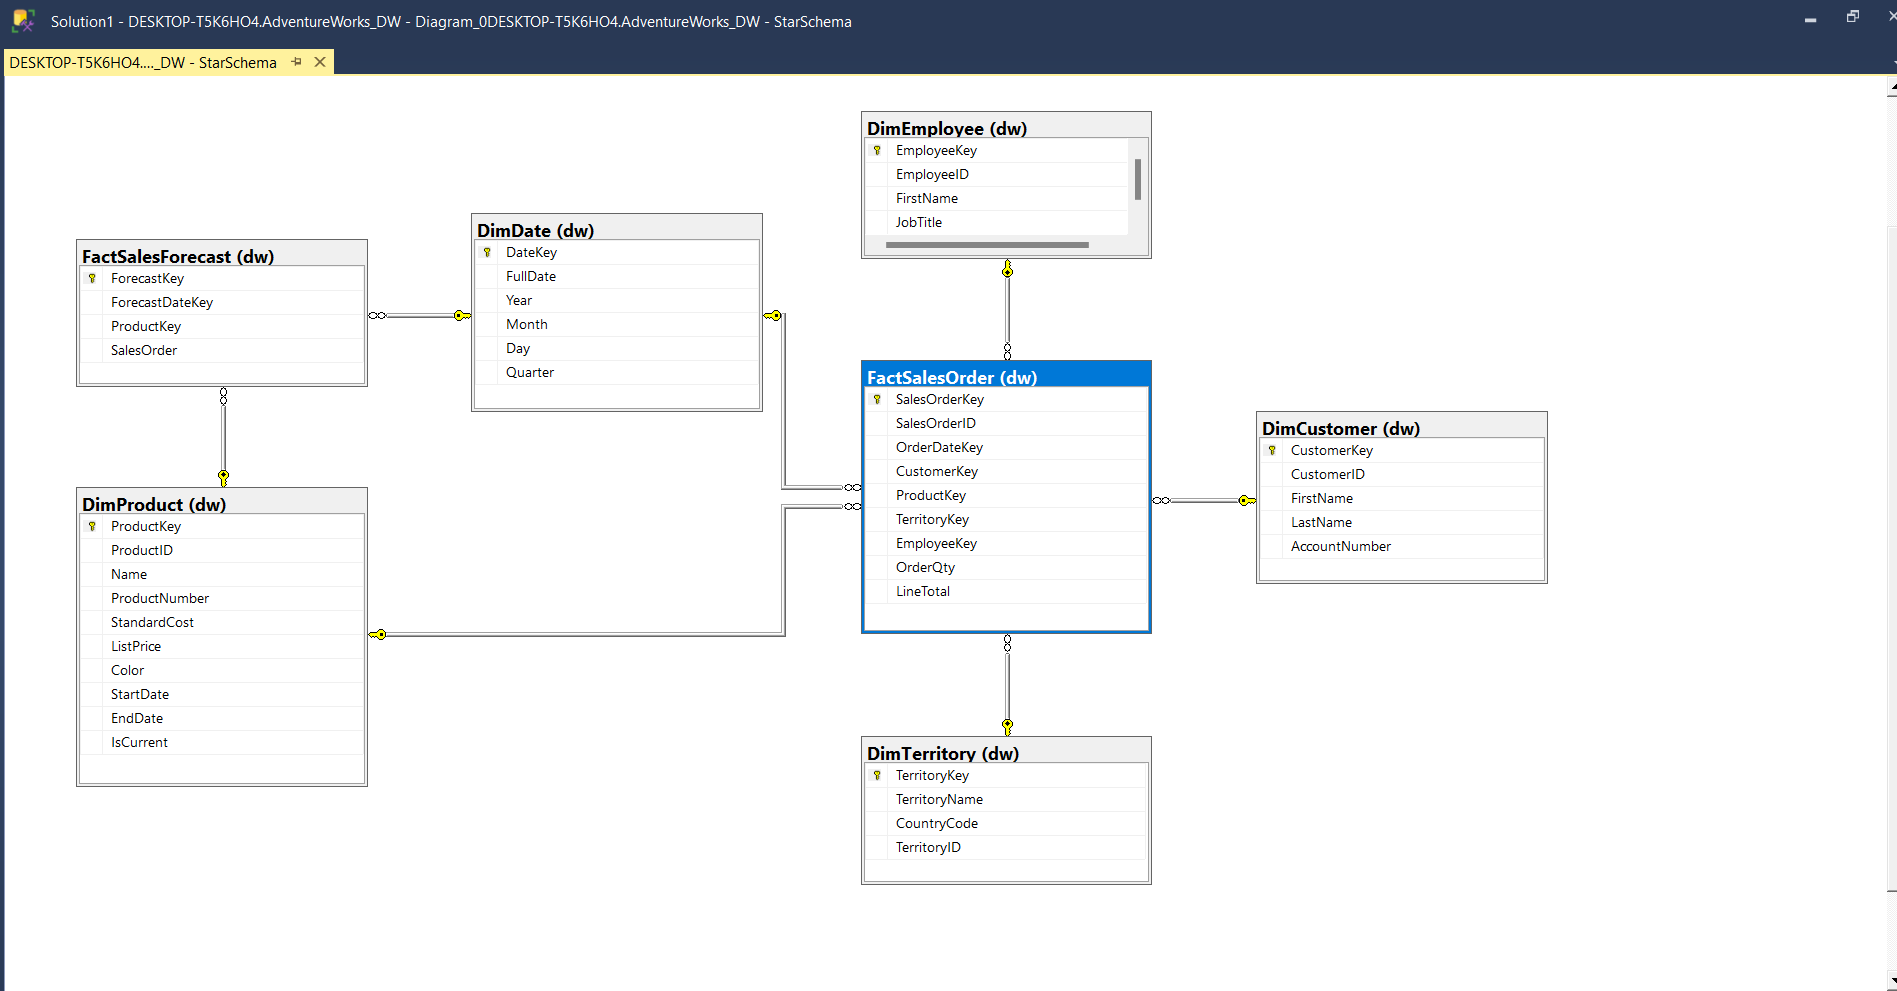 Solution1 - DESKTOP-T5K6HO4.AdventureWorks_DW - Diagram_0DESKTOP-T5K6HO4.AdventureWorks_DW - StarSchema
DESKTOP-T5K6HO4...._DW - StarSchema
DimEmployee (dw)
EmployeeKey
EmployeeID
FirstName
JobTitle
DimDate (dw)
DateKey
FullDate
Year
Month
Day
Quarter
FactSalesForecast (dw)
ForecastKey
ForecastDateKey
ProductKey
SalesOrder
FactSalesOrder (dw)
SalesOrderKey
SalesOrderID
OrderDateKey
CustomerKey
ProductKey
TerritoryKey
EmployeeKey
OrderQty
LineTotal
DimCustomer (dw)
CustomerKey
CustomerID
FirstName
LastName
AccountNumber
DimProduct (dw)
ProductKey
ProductID
Name
ProductNumber
StandardCost
ListPrice
Color
StartDate
EndDate
IsCurrent
DimTerritory (dw)
TerritoryKey
TerritoryName
CountryCode
TerritoryID